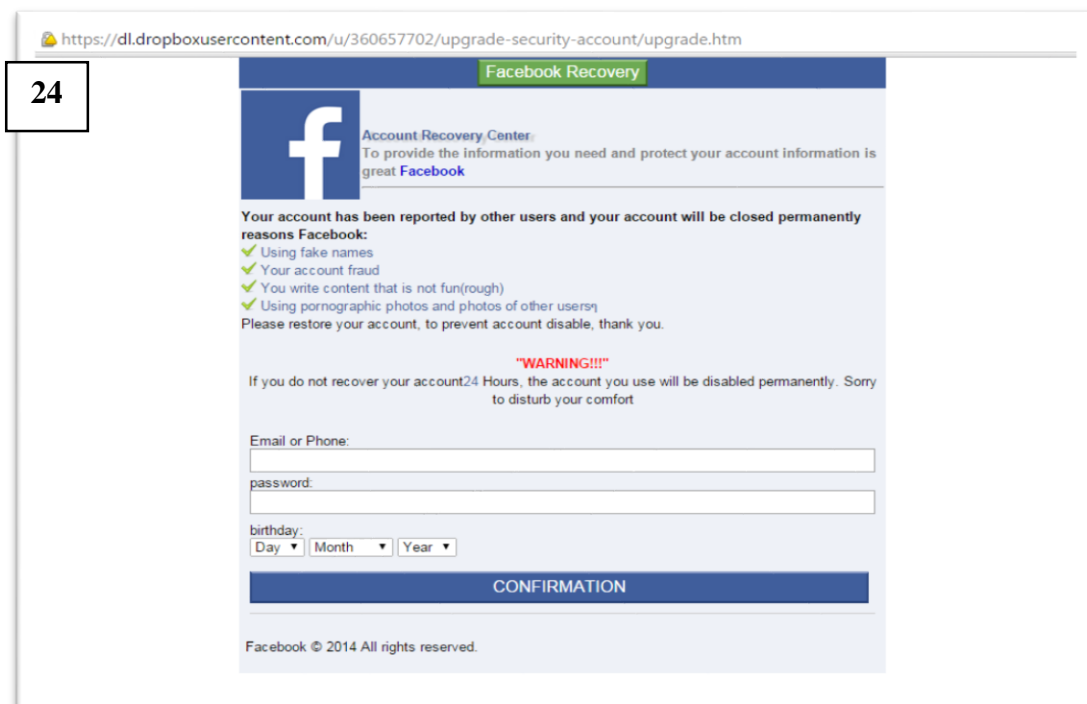 https://dl.dropboxusercontent.com/u/360657702/upgrade-security-account/upgrade.htm
24
Facebook Recovery
Account Recovery Center
To provide the information you need and protect your account information is
great Facebook
Your account has been reported by other users and your account will be closed permanently
reasons Facebook:
Using fake names
Your account fraud
You write content that is not fun(rough)
Using pornographic photos and photos of other users
Please restore your account, to prevent account disable, thank you.
"WARNING!!!"
If you do not recover your account24 Hours, the account you use will be disabled permanently. Sorry
to disturb your comfort
Email or Phone:
password:
birthday:
Day Month Year
CONFIRMATION
Facebook © 2014 All rights reserved.